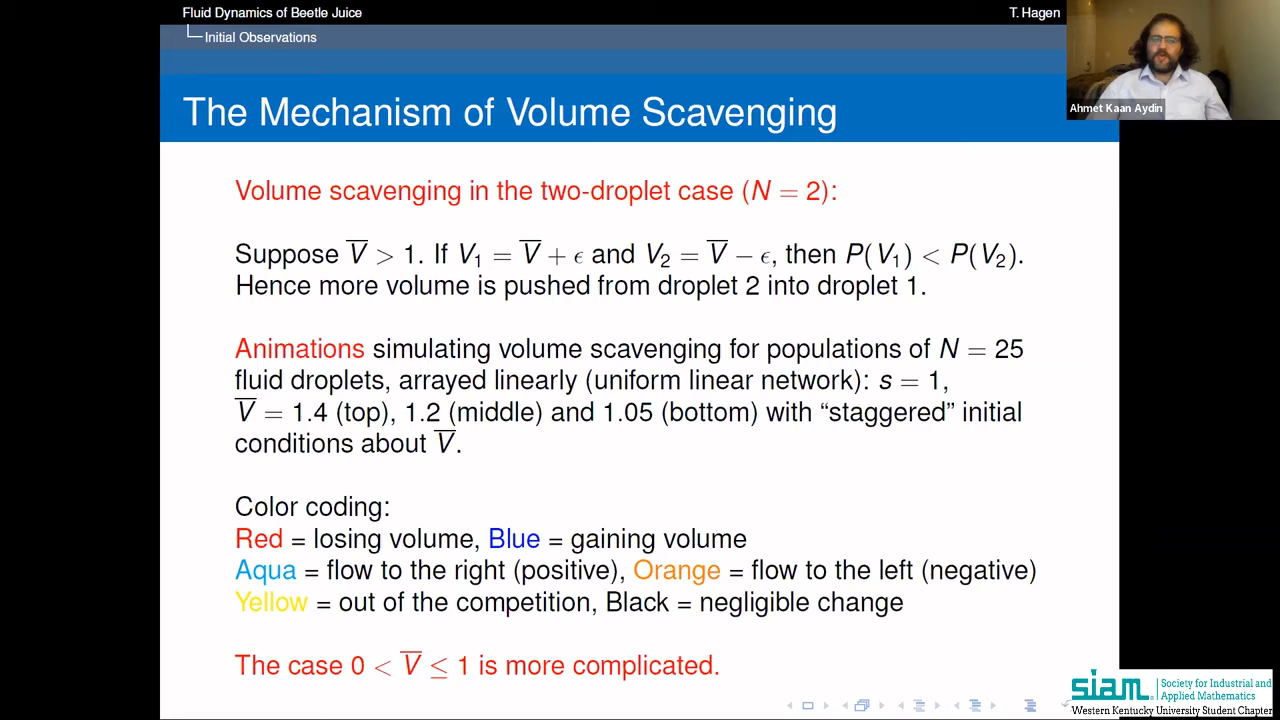 Fluid Dynamics of Beetle Juice
T. Hagen
Initial Observations
Ahmet Kaan Aydin
The Mechanism of Volume Scavenging
Volume scavenging in the two-droplet case (N = 2):
Suppose V̅ > 1. If V₁ = V̅ + ϵ and V₂ = V̅ − ϵ, then P(V₁) < P(V₂).
Hence more volume is pushed from droplet 2 into droplet 1.
Animations simulating volume scavenging for populations of N = 25
fluid droplets, arrayed linearly (uniform linear network): s = 1,
V̅ = 1.4 (top), 1.2 (middle) and 1.05 (bottom) with “staggered” initial
conditions about V̅.
Color coding:
Red = losing volume, Blue = gaining volume
Aqua = flow to the right (positive), Orange = flow to the left (negative)
Yellow = out of the competition, Black = negligible change
The case 0 < V̅ ≤ 1 is more complicated.
siam. Society for Industrial and
Applied Mathematics
Western Kentucky University Student Chapter